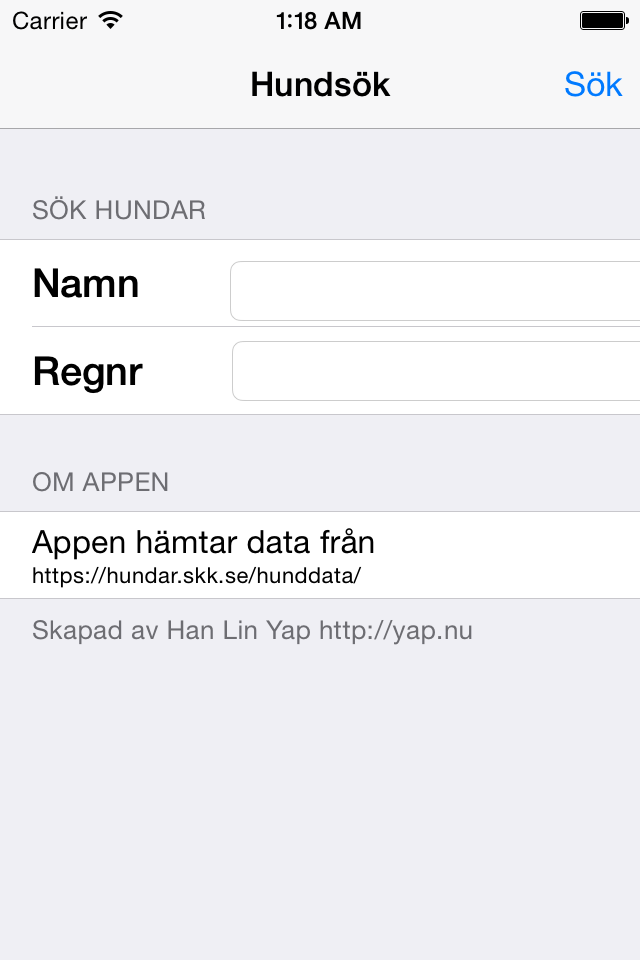 Carrier 1:18 AM
Hundsök Sök
SÖK HUNDAR
Namn
Regnr
OM APPEN
Appen hämtar data från
https://hundar.skk.se/hunddata/
Skapad av Han Lin Yap http://yap.nu